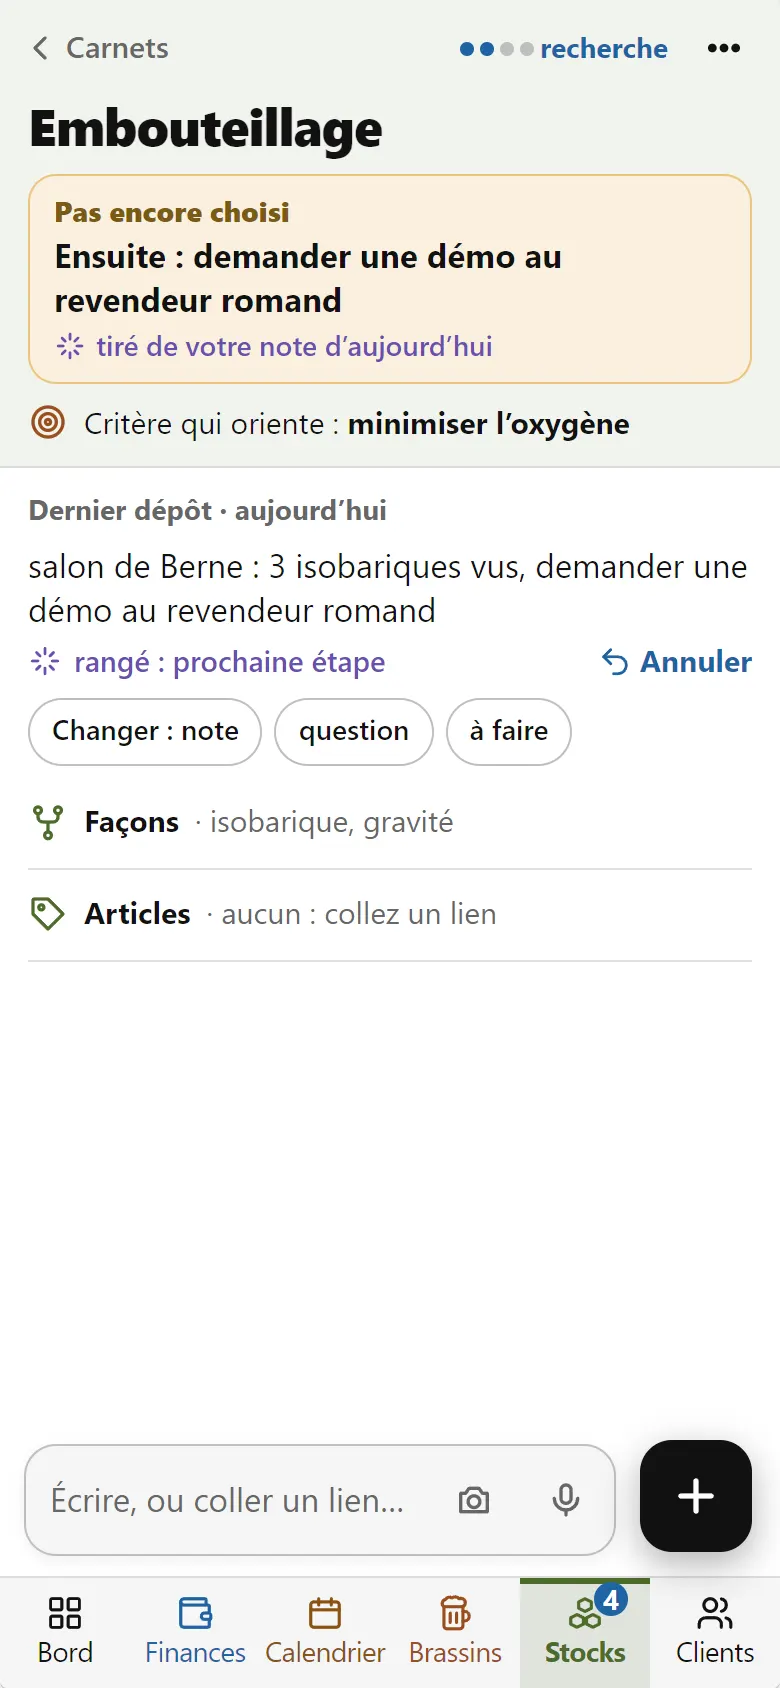 Carnets
recherche
Embouteillage
Pas encore choisi
Ensuite : demander une démo au
revendeur romand
tiré de votre note d’aujourd’hui
Critère qui oriente : minimiser l’oxygène
Dernier dépôt · aujourd’hui
salon de Berne : 3 isobariques vus, demander une
démo au revendeur romand
rangé : prochaine étape
Annuler
Changer : note
question
à faire
Façons · isobarique, gravité
Articles · aucun : collez un lien
Écrire, ou coller un lien…
4
Bord
Finances
Calendrier
Brassins
Stocks
Clients